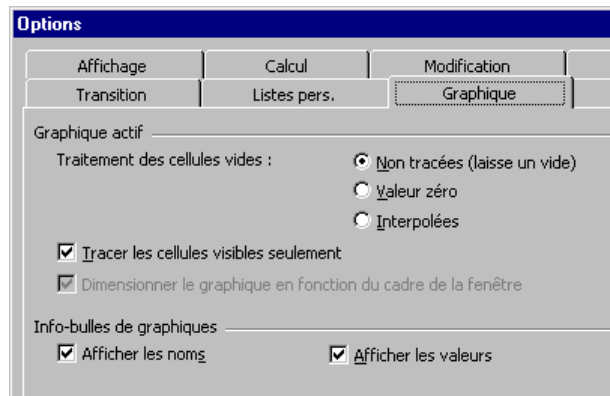 Options
Affichage Calcul Modification
Transition Listes pers. Graphique
Graphique actif
Traitement des cellules vides : Non tracées (laisse un vide)
Valeur zéro
Interpolées
Tracer les cellules visibles seulement
Dimensionner le graphique en fonction du cadre de la fenêtre
Info-bulles de graphiques
Afficher les noms Afficher les valeurs